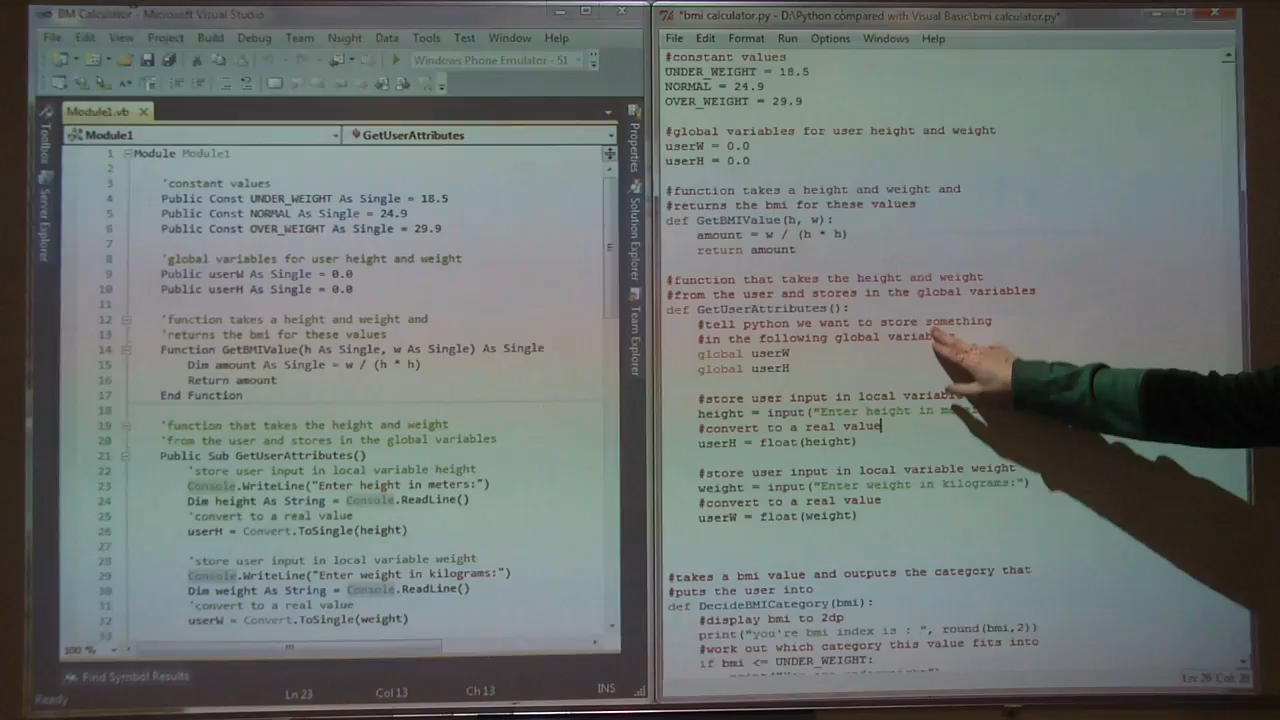 BM Calculator - Microsoft Visual Studio
File Edit View Project Build Debug Team Nsight Data Tools Test Window Help
Windows Phone Emulator - 51
Module1.vb
Module1
GetUserAttributes
Toolbox
Server Explorer
1 Module Module1
2
3 'constant values
4 Public Const UNDER_WEIGHT As Single = 18.5
5 Public Const NORMAL As Single = 24.9
6 Public Const OVER_WEIGHT As Single = 29.9
7
8 'global variables for user height and weight
9 Public userW As Single = 0.0
10 Public userH As Single = 0.0
11
12 'function takes a height and weight and
13 'returns the bmi for these values
14 Function GetBMIValue(h As Single, w As Single) As Single
15 Dim amount As Single = w / (h * h)
16 Return amount
17 End Function
18
19 'function that takes the height and weight
20 'from the user and stores in the global variables
21 Public Sub GetUserAttributes()
22 'store user input in local variable height
23 Console.WriteLine("Enter height in meters:")
24 Dim height As String = Console.ReadLine()
25 'convert to a real value
26 userH = Convert.ToSingle(height)
27
28 'store user input in local variable weight
29 Console.WriteLine("Enter weight in kilograms:")
30 Dim weight As String = Console.ReadLine()
31 'convert to a real value
32 userW = Convert.ToSingle(weight)
33
100 %
Find Symbol Results
Ready
Ln 23 Col 13 Ch 13 INS
Properties
Solution Explorer
Team Explorer
*bmi calculator.py - D:\Python compared with Visual Basic\bmi calculator.py*
File Edit Format Run Options Windows Help
#constant values
UNDER_WEIGHT = 18.5
NORMAL = 24.9
OVER_WEIGHT = 29.9
#global variables for user height and weight
userW = 0.0
userH = 0.0
#function takes a height and weight and
#returns the bmi for these values
def GetBMIValue(h, w):
amount = w / (h * h)
return amount
#function that takes the height and weight
#from the user and stores in the global variables
def GetUserAttributes():
#tell python we want to store something
#in the following global
global userW
global userH
#store user input in local
height = input("Enter height in
#convert to a real value
userH = float(height)
#store user input in local variable weight
weight = input("Enter weight in kilograms:")
#convert to a real value
userW = float(weight)
#takes a bmi value and outputs the category that
#puts the user into
def DecideBMICategory(bmi):
#display bmi to 2dp
print("you're bmi index is : ", round(bmi,2))
#work out which category this value fits into
if bmi <= UNDER_WEIGHT:
Ln: 26 Col: 28